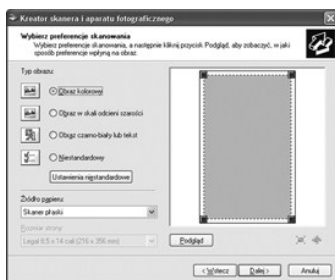 Kreator skanera i aparatu fotograficznego
Wybierz preferencje skanowania
Wybierz preferencje skanowania, a następnie kliknij przycisk Podgląd, aby zobaczyć, w jaki
sposób preferencje wpłyną na obraz.
Typ obrazu:
Obraz kolorowy
Obraz w skali odcieni szarości
Obraz czarno-biały lub tekst
Niestandardowy
Ustawienia niestandardowe
Źródło papieru:
Skaner płaski
Rozmiar strony:
Legal 8,5 x 14 cali (216 x 356 mm)
Podgląd
< Wstecz
Dalej >
Anuluj